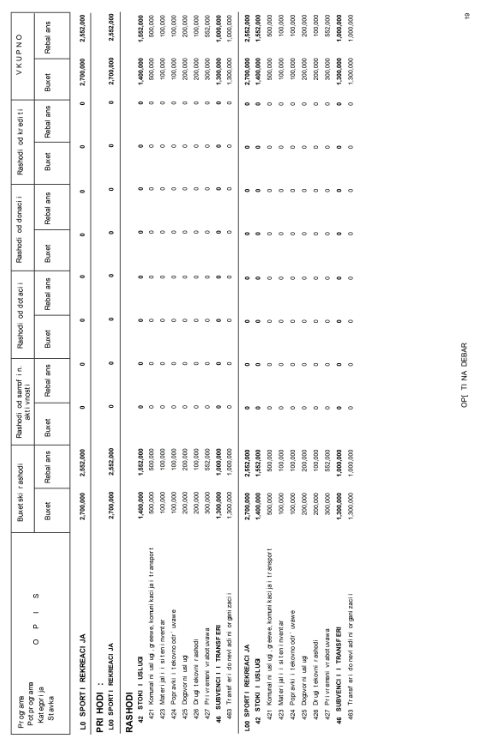 Programa
Potprograma
Kategorija
Stavka
O P I S
Buxetski rashodi
Rashodi od samofin. aktivnosti
Rashodi od dotacii
Rashodi od donacii
Rashodi od krediti
V K U P N O
Buxet Rebalans Buxet Rebalans Buxet Rebalans Buxet Rebalans Buxet Rebalans Buxet Rebalans
L0 SPORT I REKREACIJA 2,700,000 2,552,000 0 0 0 0 0 0 0 0 2,700,000 2,552,000
PRIHODI :
L00 SPORT I REKREACIJA 2,700,000 2,552,000 0 0 0 0 0 0 0 0 2,700,000 2,552,000
RASHODI
42 STOKI I USLUGI 1,400,000 1,552,000 0 0 0 0 0 0 0 0 1,400,000 1,552,000
421 Komunalni uslugi, greewe, komunikacija i transport 500,000 500,000 0 0 0 0 0 0 0 0 500,000 500,000
423 Materijali i siten inventar 100,000 100,000 0 0 0 0 0 0 0 0 100,000 100,000
424 Popravki i tekovno odr`uvawe 100,000 100,000 0 0 0 0 0 0 0 0 100,000 100,000
425 Dogovorni uslugi 200,000 200,000 0 0 0 0 0 0 0 0 200,000 200,000
426 Drugi tekovni rashodi 200,000 100,000 0 0 0 0 0 0 0 0 200,000 100,000
427 Privremeni vrabotuvawa 300,000 552,000 0 0 0 0 0 0 0 0 300,000 552,000
46 SUBVENCII I TRANSFERI 1,300,000 1,000,000 0 0 0 0 0 0 0 0 1,300,000 1,000,000
463 Transferi do nevladini organizacii 1,300,000 1,000,000 0 0 0 0 0 0 0 0 1,300,000 1,000,000
L00 SPORT I REKREACIJA 2,700,000 2,552,000 0 0 0 0 0 0 0 0 2,700,000 2,552,000
42 STOKI I USLUGI 1,400,000 1,552,000 0 0 0 0 0 0 0 0 1,400,000 1,552,000
421 Komunalni uslugi, greewe, komunikacija i transport 500,000 500,000 0 0 0 0 0 0 0 0 500,000 500,000
423 Materijali i siten inventar 100,000 100,000 0 0 0 0 0 0 0 0 100,000 100,000
424 Popravki i tekovno odr`uvawe 100,000 100,000 0 0 0 0 0 0 0 0 100,000 100,000
425 Dogovorni uslugi 200,000 200,000 0 0 0 0 0 0 0 0 200,000 200,000
426 Drugi tekovni rashodi 200,000 100,000 0 0 0 0 0 0 0 0 200,000 100,000
427 Privremeni vrabotuvawa 300,000 552,000 0 0 0 0 0 0 0 0 300,000 552,000
46 SUBVENCII I TRANSFERI 1,300,000 1,000,000 0 0 0 0 0 0 0 0 1,300,000 1,000,000
463 Transferi do nevladini organizacii 1,300,000 1,000,000 0 0 0 0 0 0 0 0 1,300,000 1,000,000
OP[TINA DEBAR
19